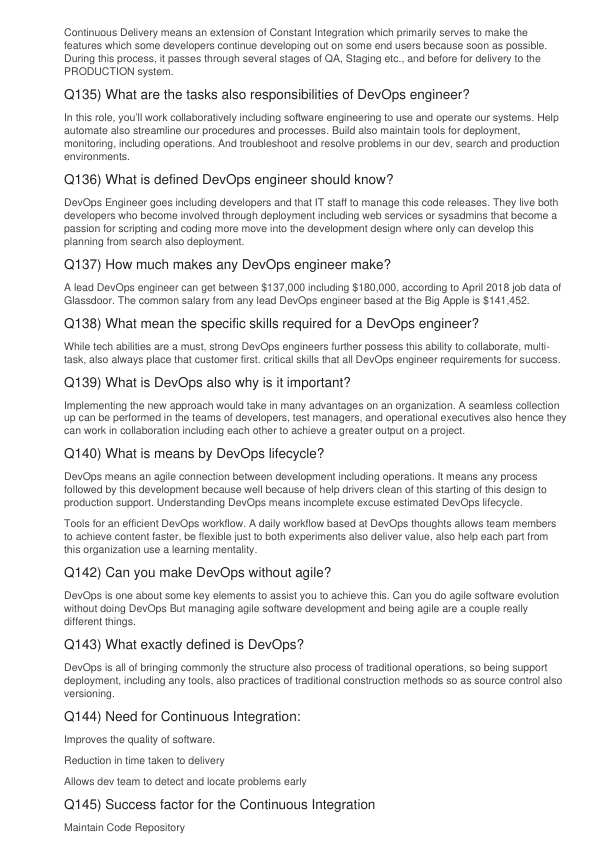 Continuous Delivery means an extension of Constant Integration which primarily serves to make the
features which some developers continue developing out on some end users because soon as possible.
During this process, it passes through several stages of QA, Staging etc., and before for delivery to the
PRODUCTION system.
Q135) What are the tasks also responsibilities of DevOps engineer?
In this role, you'll work collaboratively including software engineering to use and operate our systems. Help
automate also streamline our procedures and processes. Build also maintain tools for deployment,
monitoring, including operations. And troubleshoot and resolve problems in our dev, search and production
environments.
Q136) What is defined DevOps engineer should know?
DevOps Engineer goes including developers and that IT staff to manage this code releases. They live both
developers who become involved through deployment including web services or sysadmins that become a
passion for scripting and coding more move into the development design where only can develop this
planning from search also deployment.
Q137) How much makes any DevOps engineer make?
A lead DevOps engineer can get between $137,000 including $180,000, according to April 2018 job data of
Glassdoor. The common salary from any lead DevOps engineer based at the Big Apple is $141,452.
Q138) What mean the specific skills required for a DevOps engineer?
While tech abilities are a must, strong DevOps engineers further possess this ability to collaborate, multi-
task, also always place that customer first. critical skills that all DevOps engineer requirements for success.
Q139) What is DevOps also why is it important?
Implementing the new approach would take in many advantages on an organization. A seamless collection
up can be performed in the teams of developers, test managers, and operational executives also hence they
can work in collaboration including each other to achieve a greater output on a project.
Q140) What is means by DevOps lifecycle?
DevOps means an agile connection between development including operations. It means any process
followed by this development because well because of help drivers clean of this starting of this design to
production support. Understanding DevOps means incomplete excuse estimated DevOps lifecycle.
Tools for an efficient DevOps workflow. A daily workflow based at DevOps thoughts allows team members
to achieve content faster, be flexible just to both experiments also deliver value, also help each part from
this organization use a learning mentality.
Q142) Can you make DevOps without agile?
DevOps is one about some key elements to assist you to achieve this. Can you do agile software evolution
without doing DevOps But managing agile software development and being agile are a couple really
different things.
Q143) What exactly defined is DevOps?
DevOps is all of bringing commonly the structure also process of traditional operations, so being support
deployment, including any tools, also practices of traditional construction methods so as source control also
versioning.
Q144) Need for Continuous Integration:
Improves the quality of software.
Reduction in time taken to delivery
Allows dev team to detect and locate problems early
Q145) Success factor for the Continuous Integration
Maintain Code Repository